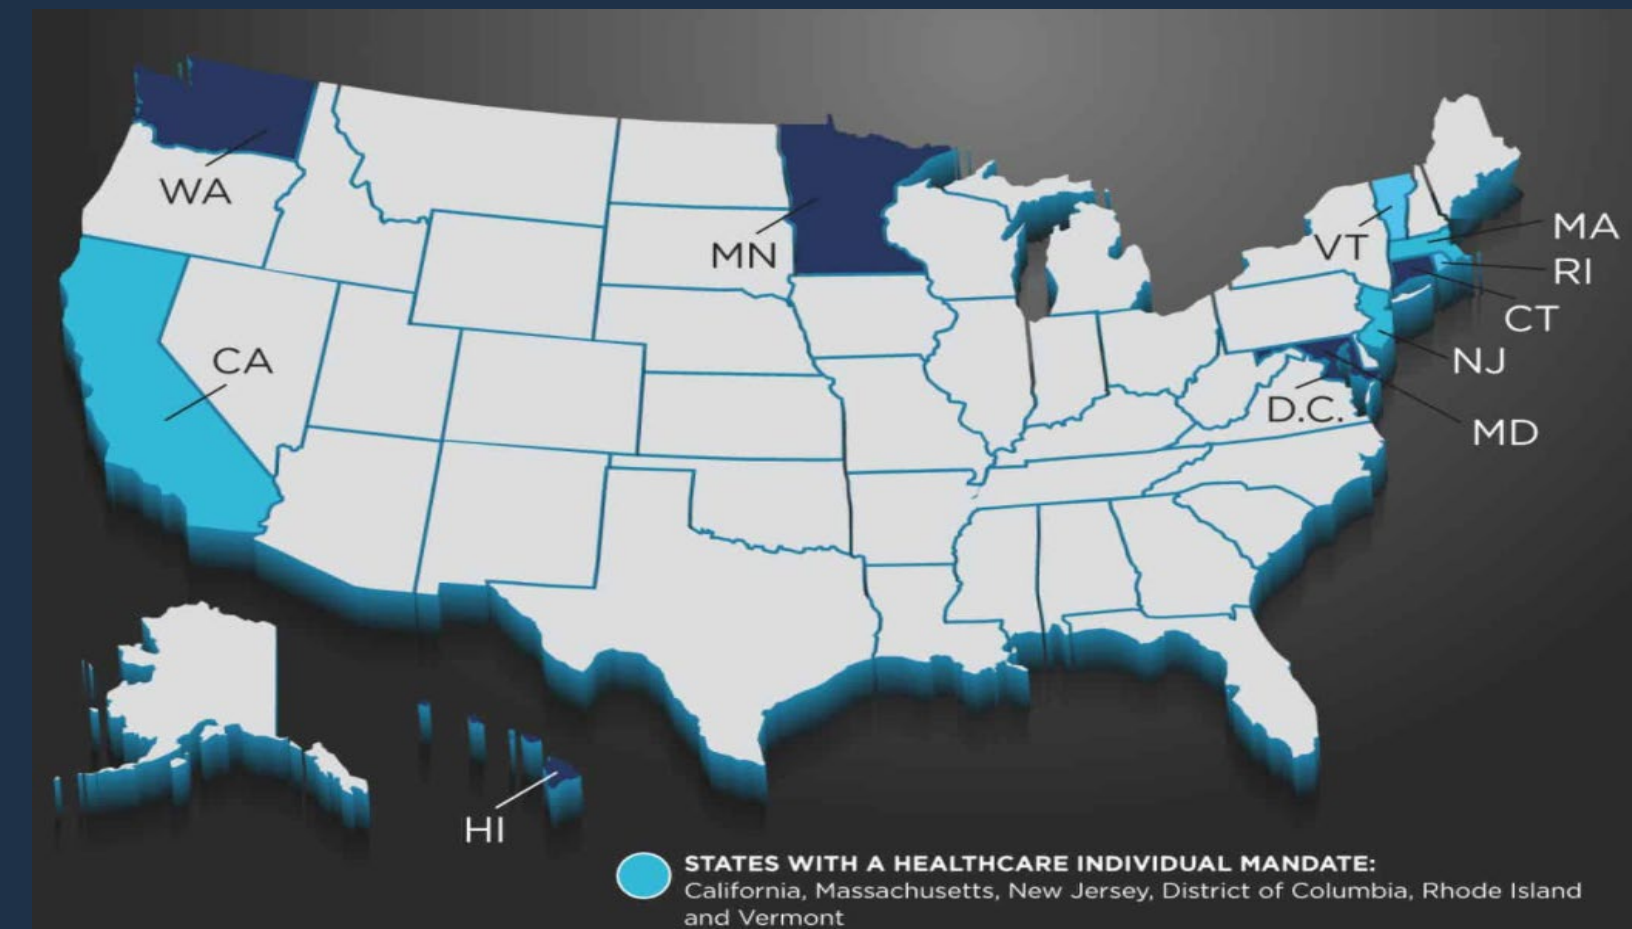 WA
MN
VT
MA
RI
CT
NJ
CA
D.C.
MD
HI
STATES WITH A HEALTHCARE INDIVIDUAL MANDATE:
California, Massachusetts, New Jersey, District of Columbia, Rhode Island
and Vermont